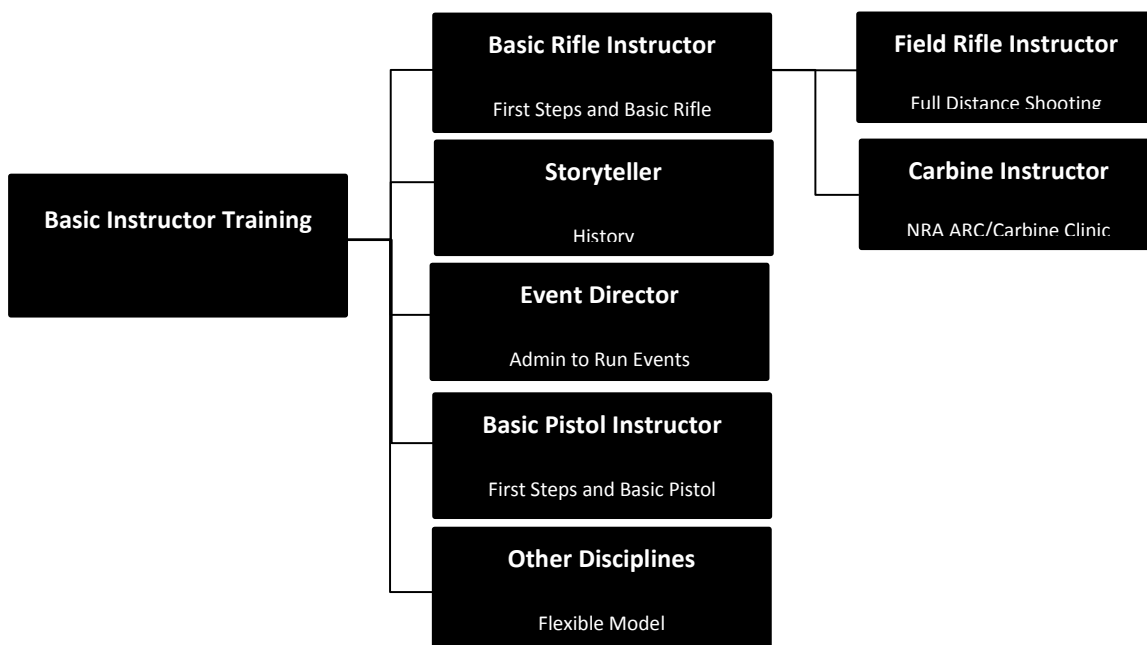 Basic Instructor Training
Basic Rifle Instructor
First Steps and Basic Rifle
Storyteller
History
Event Director
Admin to Run Events
Basic Pistol Instructor
First Steps and Basic Pistol
Other Disciplines
Flexible Model
Field Rifle Instructor
Full Distance Shooting
Carbine Instructor
NRA ARC/Carbine Clinic